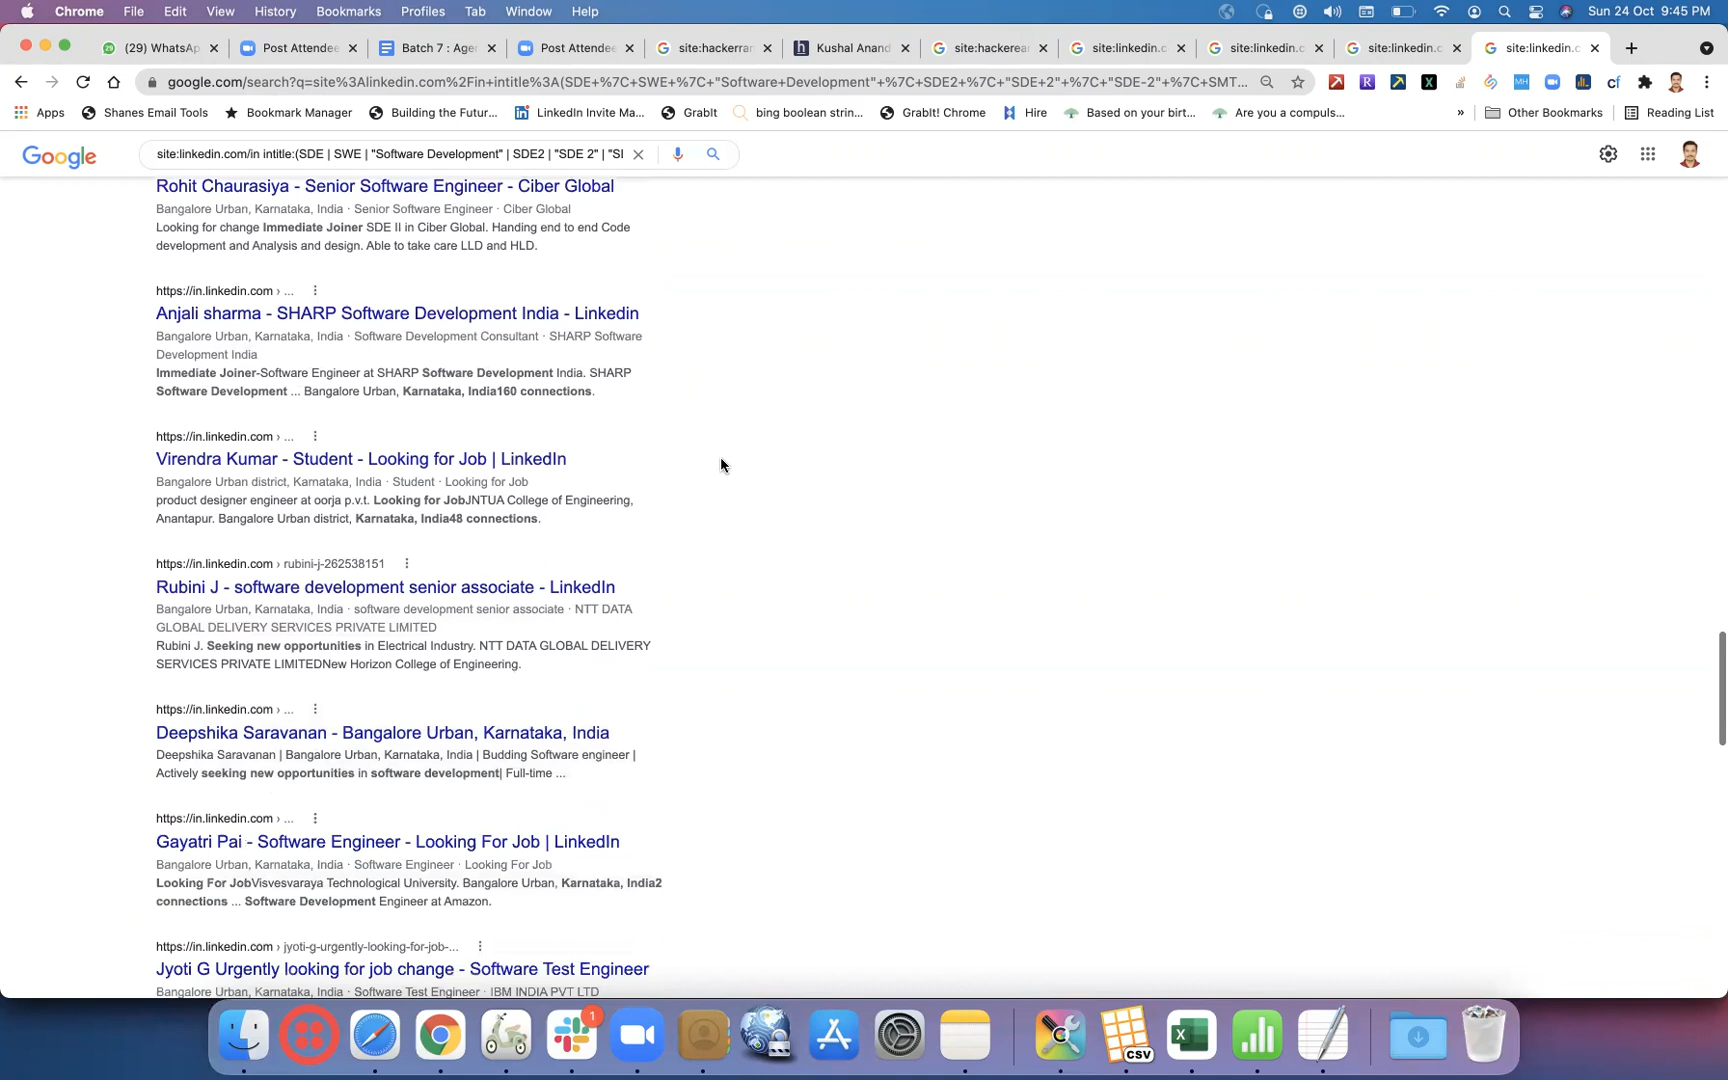 Chrome File Edit View History Bookmarks Profiles Tab Window Help Sun 24 Oct 9:45 PM
(29) WhatsAp Post Attendee Batch 7 : Agen Post Attendee site:hackerran Kushal Anand site:hackerear site:linkedin.c site:linkedin.c site:linkedin.c site:linkedin.c
google.com/search?q=site%3Alinkedin.com%2Fin+intitle%3A(SDE+%7C+SWE+%7C+"Software+Development"+%7C+SDE2+%7C+"SDE+2"+%7C+"SDE-2"+%7C+SMT...
Apps Shanes Email Tools Bookmark Manager Building the Futur... LinkedIn Invite Ma... GrabIt bing boolean strin... GrabIt! Chrome Hire Based on your birt... Are you a compuls... » Other Bookmarks Reading List
Google site:linkedin.com/in intitle:(SDE | SWE | "Software Development" | SDE2 | "SDE 2" | "SI
Rohit Chaurasiya - Senior Software Engineer - Ciber Global
Bangalore Urban, Karnataka, India · Senior Software Engineer · Ciber Global
Looking for change Immediate Joiner SDE II in Ciber Global. Handing end to end Code
development and Analysis and design. Able to take care LLD and HLD.
https://in.linkedin.com › ...
Anjali sharma - SHARP Software Development India - Linkedin
Bangalore Urban, Karnataka, India · Software Development Consultant · SHARP Software
Development India
Immediate Joiner-Software Engineer at SHARP Software Development India. SHARP
Software Development ... Bangalore Urban, Karnataka, India160 connections.
https://in.linkedin.com › ...
Virendra Kumar - Student - Looking for Job | LinkedIn
Bangalore Urban district, Karnataka, India · Student · Looking for Job
product designer engineer at oorja p.v.t. Looking for JobJNTUA College of Engineering,
Anantapur. Bangalore Urban district, Karnataka, India48 connections.
https://in.linkedin.com › rubini-j-262538151
Rubini J - software development senior associate - LinkedIn
Bangalore Urban, Karnataka, India · software development senior associate · NTT DATA
GLOBAL DELIVERY SERVICES PRIVATE LIMITED
Rubini J. Seeking new opportunities in Electrical Industry. NTT DATA GLOBAL DELIVERY
SERVICES PRIVATE LIMITEDNew Horizon College of Engineering.
https://in.linkedin.com › ...
Deepshika Saravanan - Bangalore Urban, Karnataka, India
Deepshika Saravanan | Bangalore Urban, Karnataka, India | Budding Software engineer |
Actively seeking new opportunities in software development| Full-time ...
https://in.linkedin.com › ...
Gayatri Pai - Software Engineer - Looking For Job | LinkedIn
Bangalore Urban, Karnataka, India · Software Engineer · Looking For Job
Looking For JobVisvesvaraya Technological University. Bangalore Urban, Karnataka, India2
connections ... Software Development Engineer at Amazon.
https://in.linkedin.com › jyoti-g-urgently-looking-for-job-...
Jyoti G Urgently looking for job change - Software Test Engineer
Bangalore Urban, Karnataka, India · Software Test Engineer · IBM INDIA PVT LTD
1
CSV